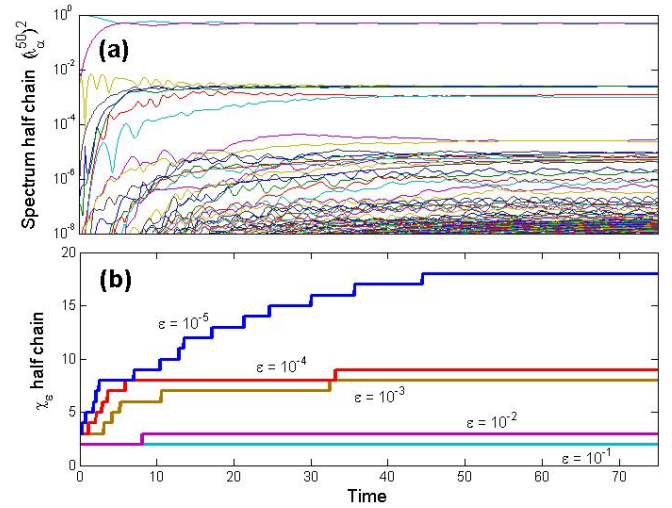 (a)
Spectrum half chain (λ_α^50)^2
10^0
10^-2
10^-4
10^-6
10^-8
(b)
χ_ε half chain
20
15
10
5
0
ε = 10^-5
ε = 10^-4
ε = 10^-3
ε = 10^-2
ε = 10^-1
0 10 20 30 40 50 60 70
Time